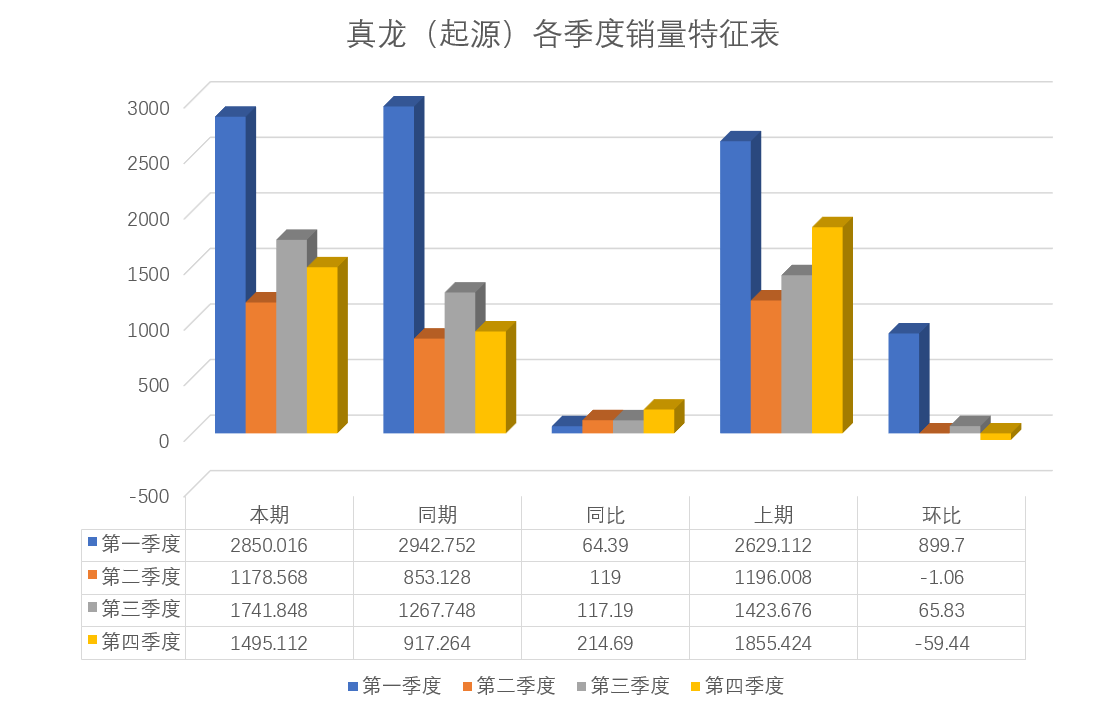 真龙（起源）各季度销量特征表
3000
2500
2000
1500
1000
500
0
-500
本期 同期 同比 上期 环比
第一季度 2850.016 2942.752 64.39 2629.112 899.7
第二季度 1178.568 853.128 119 1196.008 -1.06
第三季度 1741.848 1267.748 117.19 1423.676 65.83
第四季度 1495.112 917.264 214.69 1855.424 -59.44
第一季度 第二季度 第三季度 第四季度